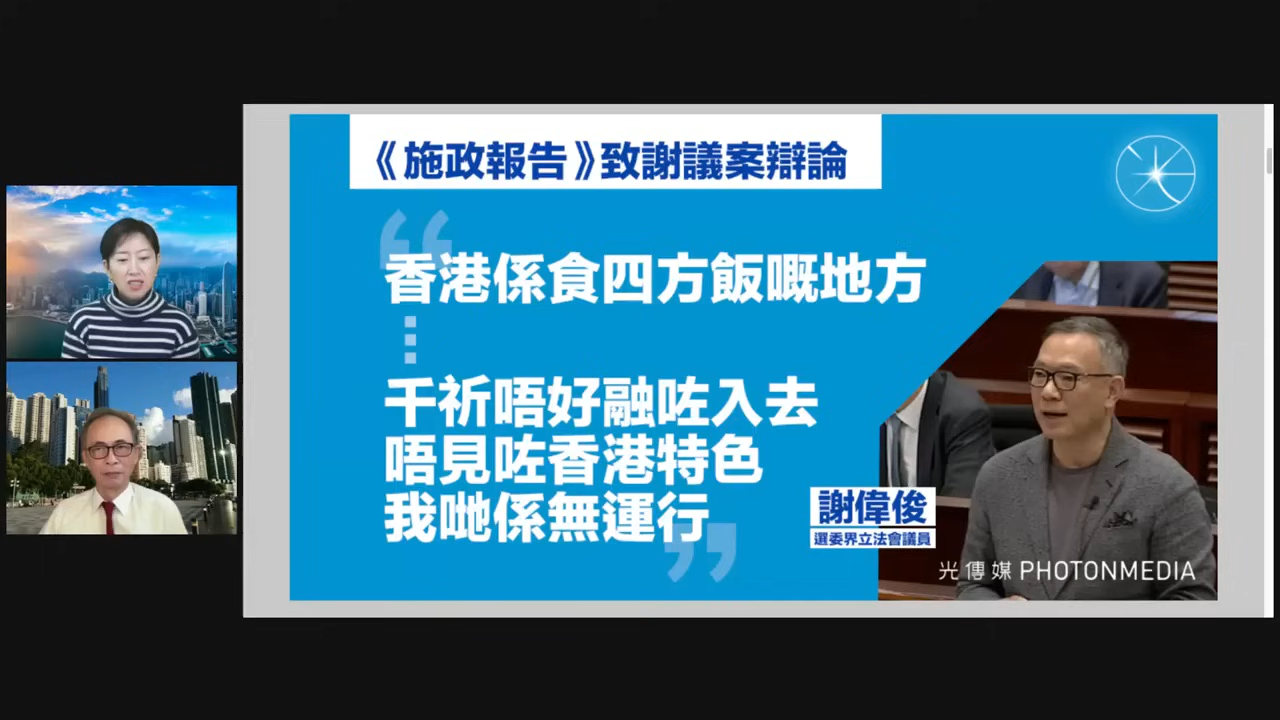 《施政報告》致謝議案辯論
香港係食四方飯嘅地方
千祈唔好融咗入去
唔見咗香港特色
我哋係無運行
謝偉俊
選委界立法會議員
光傳媒 PHOTONMEDIA